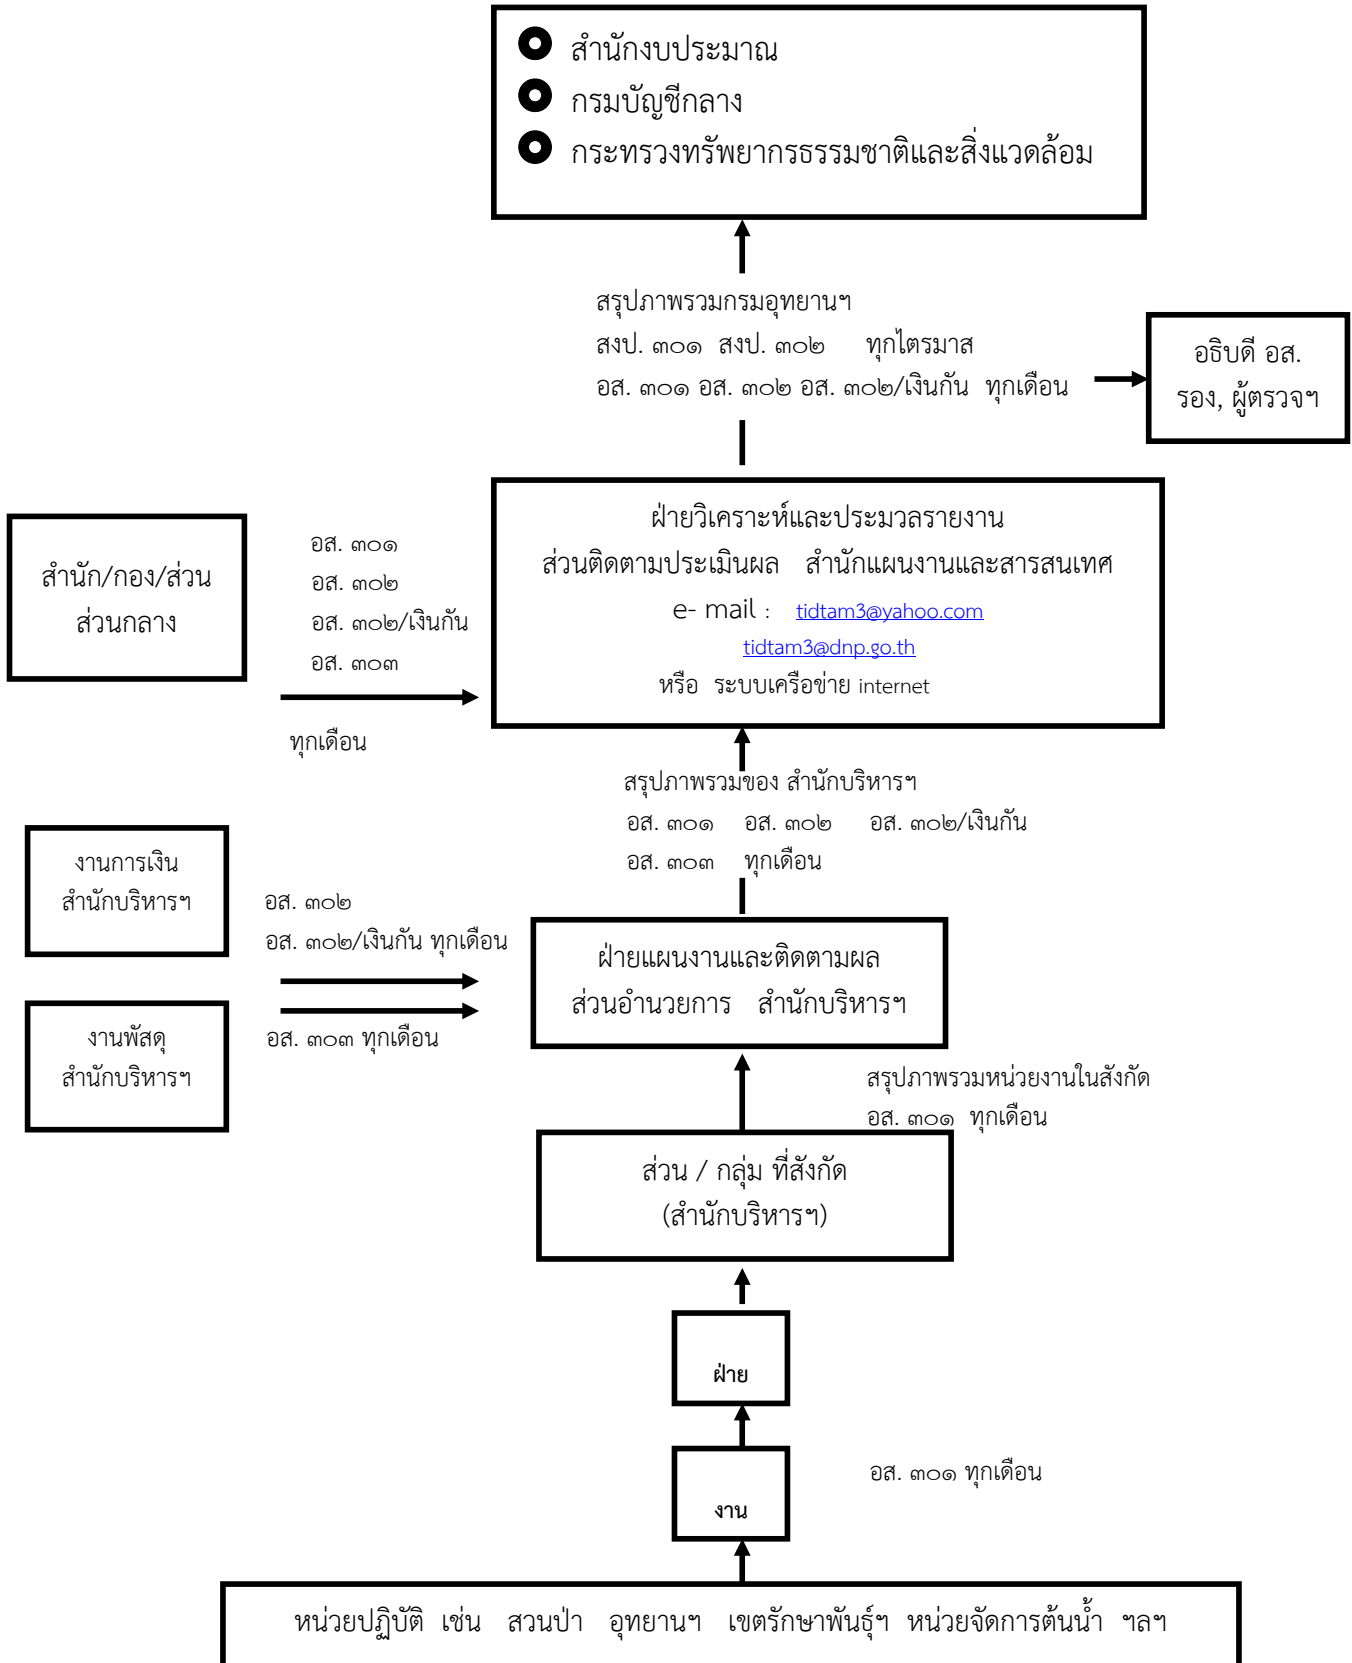 สำนักงบประมาณ
กรมบัญชีกลาง
กระทรวงทรัพยากรธรรมชาติและสิ่งแวดล้อม
สรุปภาพรวมกรมอุทยานฯ
สงป. ๓๐๑ สงป. ๓๐๒ ทุกไตรมาส
อส. ๓๐๑ อส. ๓๐๒ อส. ๓๐๒/เงินกัน ทุกเดือน
อธิบดี อส.
รอง, ผู้ตรวจฯ
ฝ่ายวิเคราะห์และประมวลรายงาน
ส่วนติดตามประเมินผล สำนักแผนงานและสารสนเทศ
e- mail : tidtam3@yahoo.com
tidtam3@dnp.go.th
หรือ ระบบเครือข่าย internet
สำนัก/กอง/ส่วน
ส่วนกลาง
อส. ๓๐๑
อส. ๓๐๒
อส. ๓๐๒/เงินกัน
อส. ๓๐๓
ทุกเดือน
สรุปภาพรวมของ สำนักบริหารฯ
อส. ๓๐๑ อส. ๓๐๒ อส. ๓๐๒/เงินกัน
อส. ๓๐๓ ทุกเดือน
งานการเงิน
สำนักบริหารฯ
อส. ๓๐๒
อส. ๓๐๒/เงินกัน ทุกเดือน
ฝ่ายแผนงานและติดตามผล
ส่วนอำนวยการ สำนักบริหารฯ
งานพัสดุ
สำนักบริหารฯ
อส. ๓๐๓ ทุกเดือน
สรุปภาพรวมหน่วยงานในสังกัด
อส. ๓๐๑ ทุกเดือน
ส่วน / กลุ่ม ที่สังกัด
(สำนักบริหารฯ)
ฝ่าย
อส. ๓๐๑ ทุกเดือน
งาน
หน่วยปฏิบัติ เช่น สวนป่า อุทยานฯ เขตรักษาพันธุ์ฯ หน่วยจัดการต้นน้ำ ฯลฯ